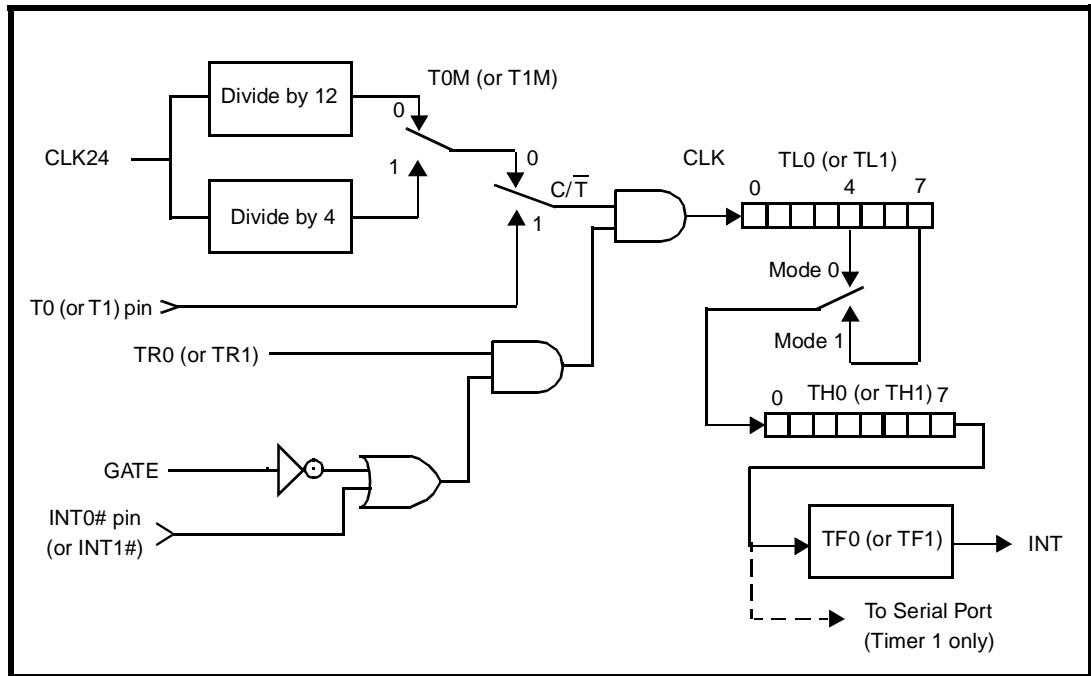 T0M (or T1M)
Divide by 12
0
CLK24
1
0
CLK
TL0 (or TL1)
0 4 7
C/T̅
Divide by 4
1
Mode 0
T0 (or T1) pin
Mode 1
TR0 (or TR1)
0 TH0 (or TH1) 7
GATE
INT0# pin
(or INT1#)
TF0 (or TF1)
INT
To Serial Port
(Timer 1 only)